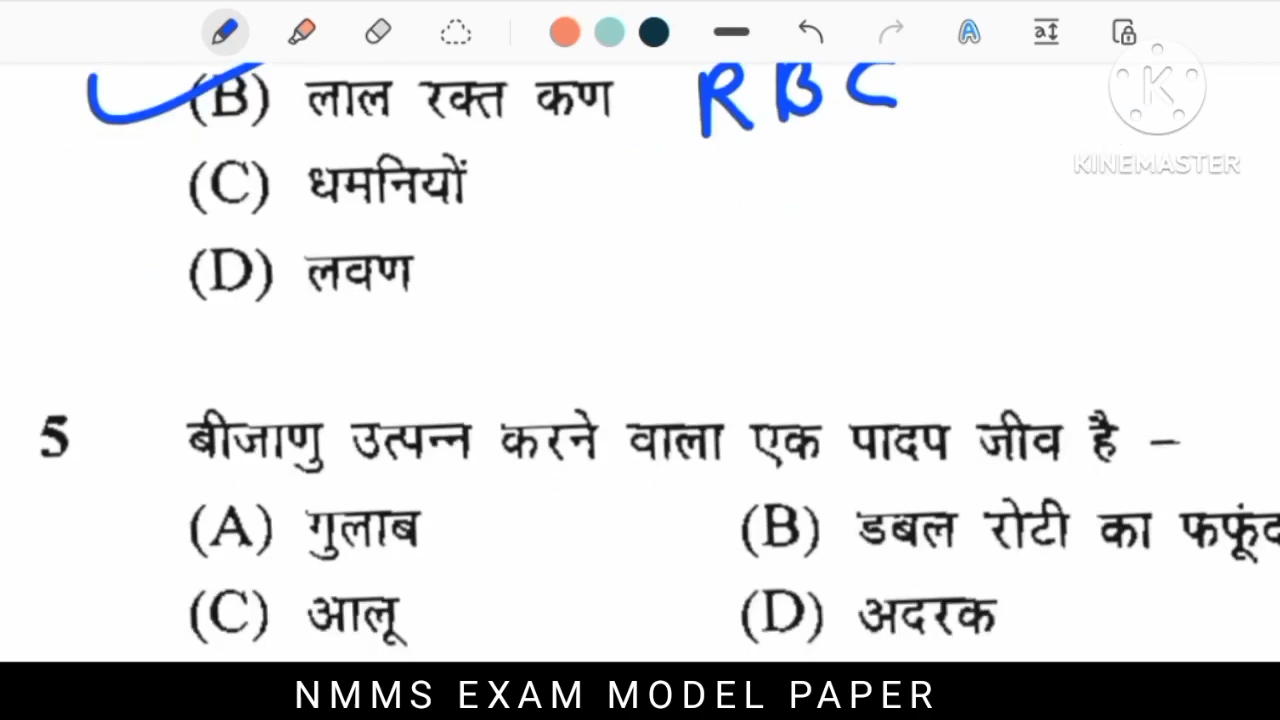 (B) लाल रक्त कण RBC
KINEMASTER
(C) धमनियों
(D) लवण
5 बीजाणु उत्पन्न करने वाला एक पादप जीव है –
(A) गुलाब (B) डबल रोटी का फफूंद
(C) आलू (D) अदरक
NMMS EXAM MODEL PAPER